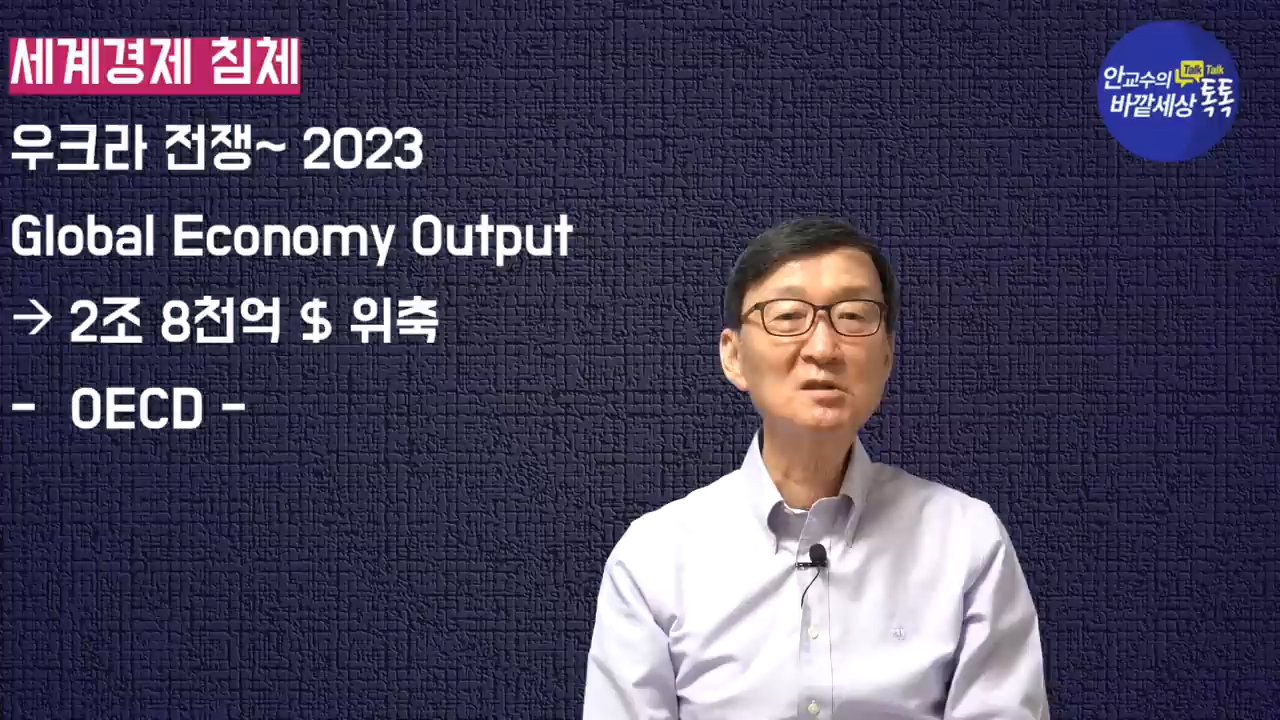 세계경제 침체
우크라 전쟁~ 2023
Global Economy Output
→ 2조 8천억 $ 위축
- OECD -
안교수의 Talk Talk
바깥세상 톡톡